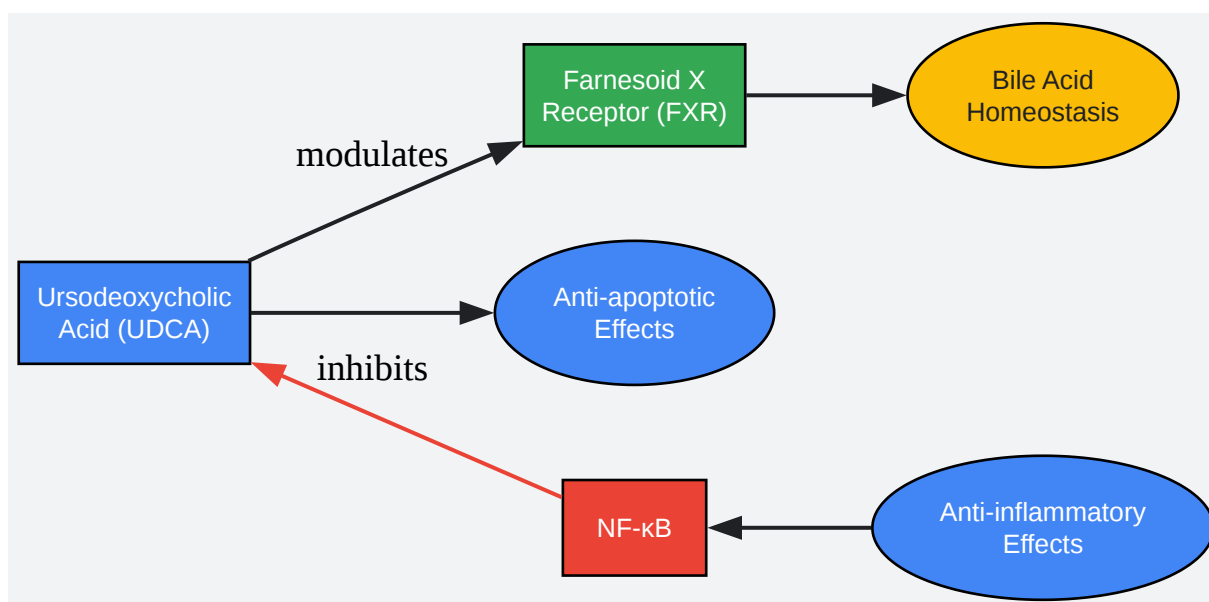 Farnesoid X
Receptor (FXR)
Bile Acid
Homeostasis
modulates
Ursodeoxycholic
Acid (UDCA)
Anti-apoptotic
Effects
inhibits
NF-κB
Anti-inflammatory
Effects